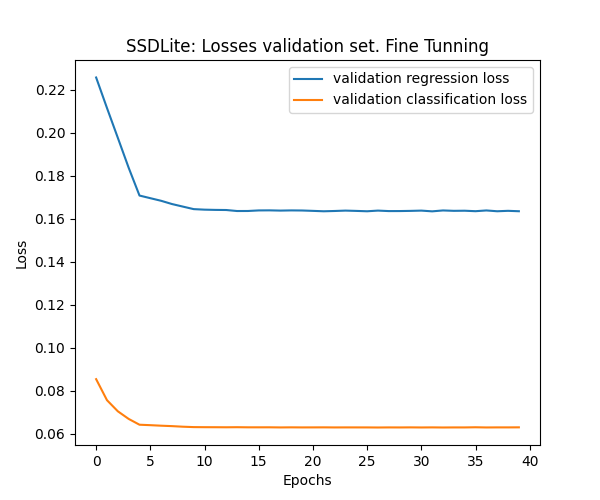 SSDLite: Losses validation set. Fine Tunning
validation regression loss
validation classification loss
0.22
0.20
0.18
0.16
0.14
0.12
0.10
0.08
0.06
Loss
0 5 10 15 20 25 30 35 40
Epochs